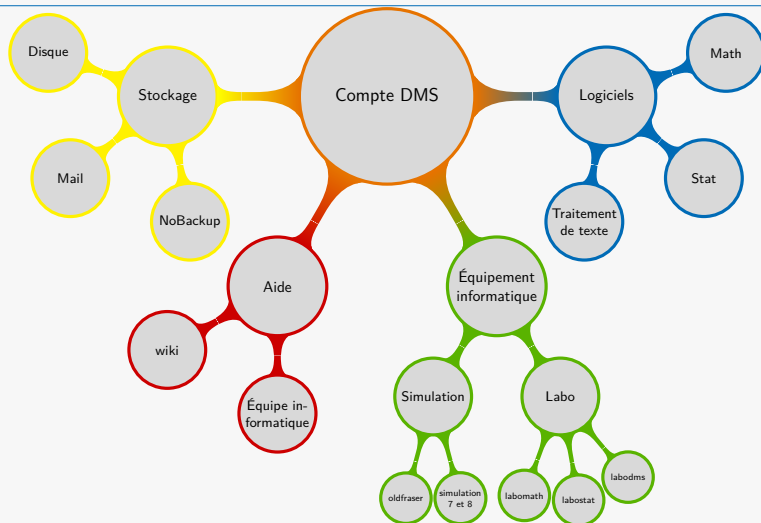 Compte DMS
Stockage
Disque
Mail
NoBackup
Aide
wiki
Équipe in-
formatique
Équipement
informatique
Simulation
oldfraser
simulation
7 et 8
Labo
labomath
labostat
labodms
Logiciels
Math
Stat
Traitement
de texte